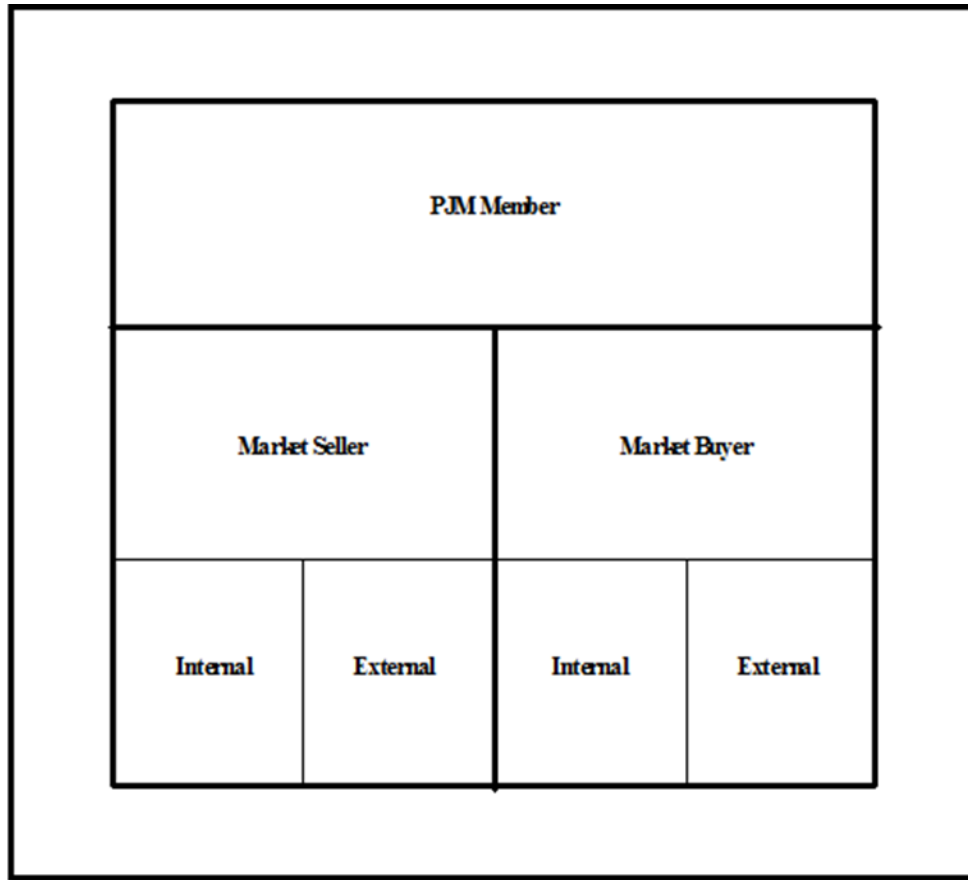 PJM Member
Market Seller
Market Buyer
Internal
External
Internal
External